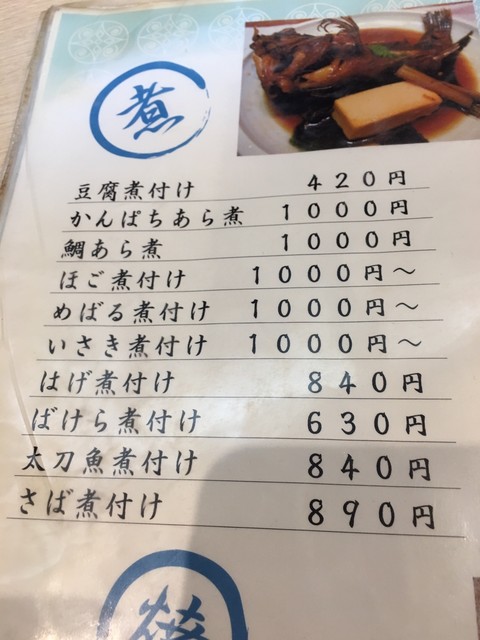 煮
豆腐煮付け 420円
かんぱちあら煮 1000円
鯛あら煮 1000円
ほご煮付け 1000円～
めばる煮付け 1000円～
いさき煮付け 1000円～
はげ煮付け 840円
ばけら煮付け 630円
太刀魚煮付け 840円
さば煮付け 890円